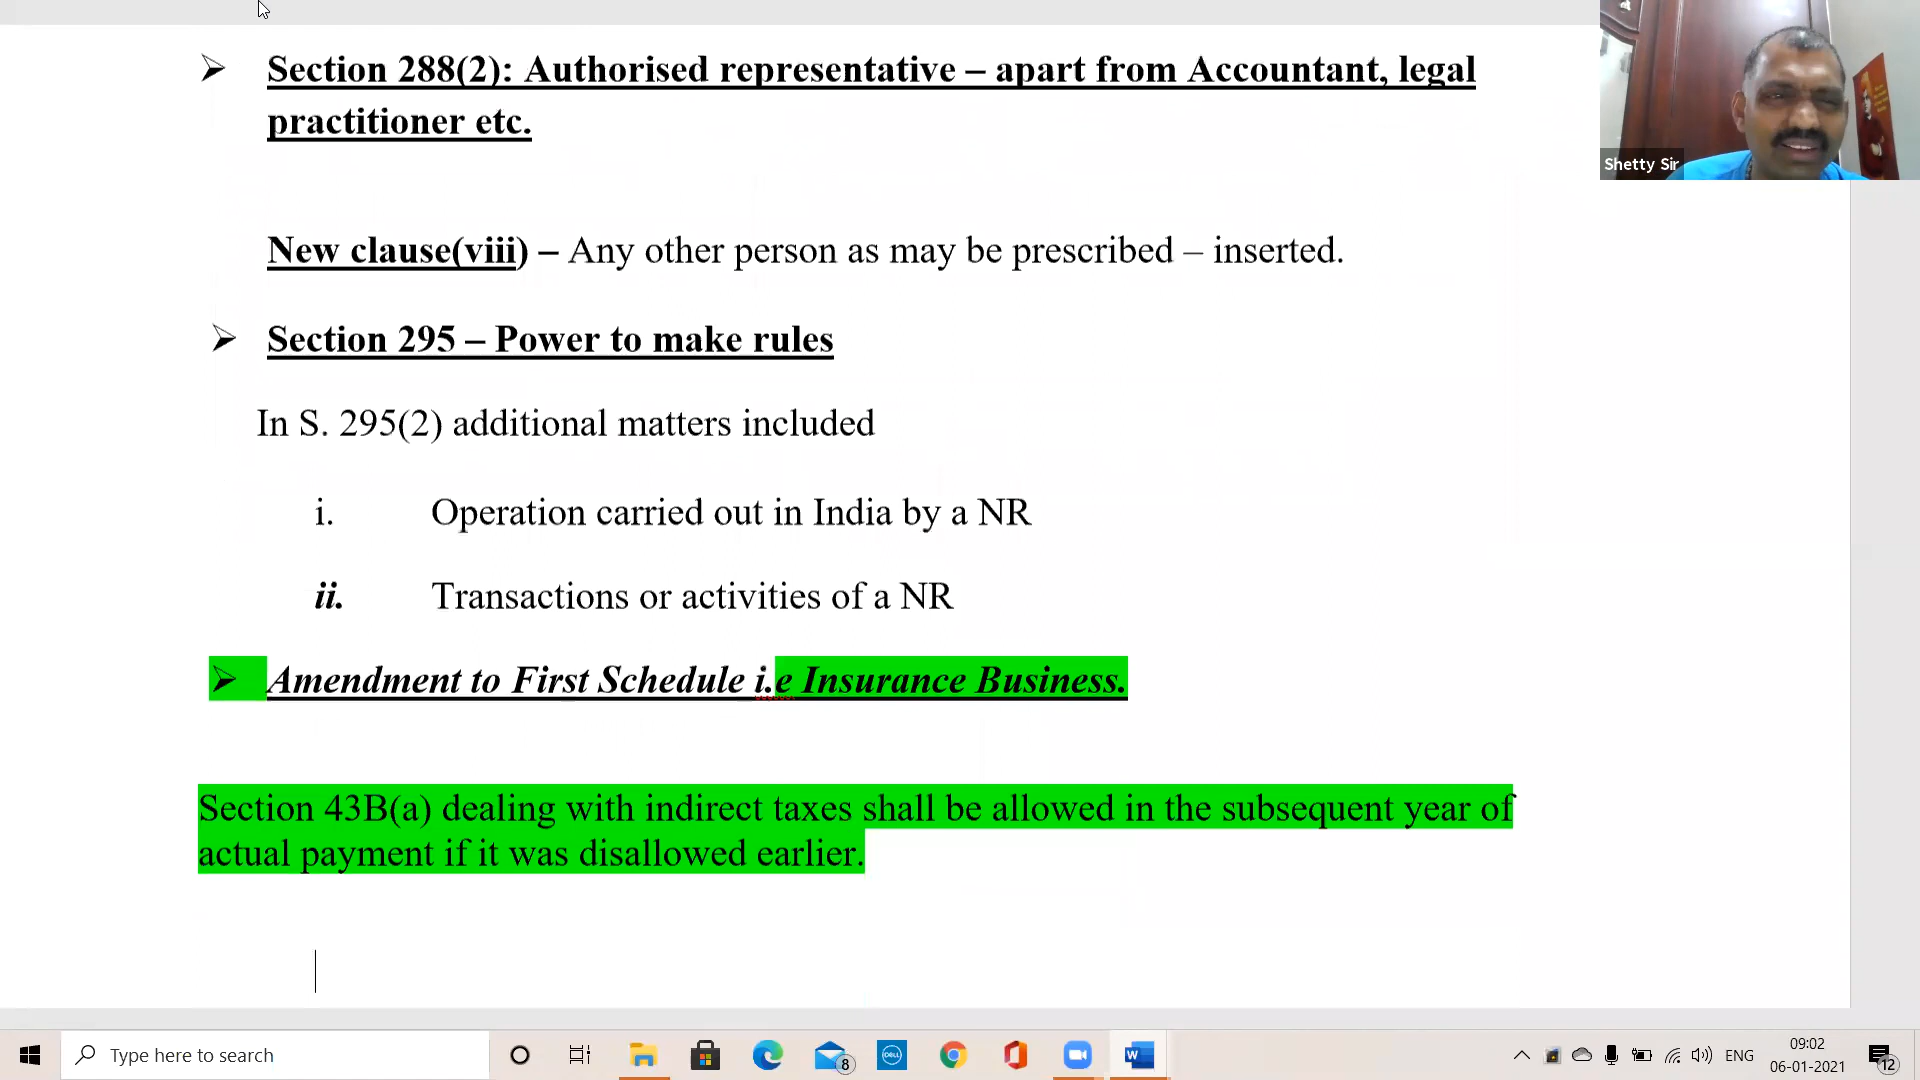 ➢ Section 288(2): Authorised representative – apart from Accountant, legal
practitioner etc.
Shetty Sir
New clause(viii) – Any other person as may be prescribed – inserted.
➢ Section 295 – Power to make rules
In S. 295(2) additional matters included
i. Operation carried out in India by a NR
ii. Transactions or activities of a NR
➢ Amendment to First Schedule i.e Insurance Business.
Section 43B(a) dealing with indirect taxes shall be allowed in the subsequent year of
actual payment if it was disallowed earlier.
Type here to search
8
DELL
W
ENG
09:02
06-01-2021
12